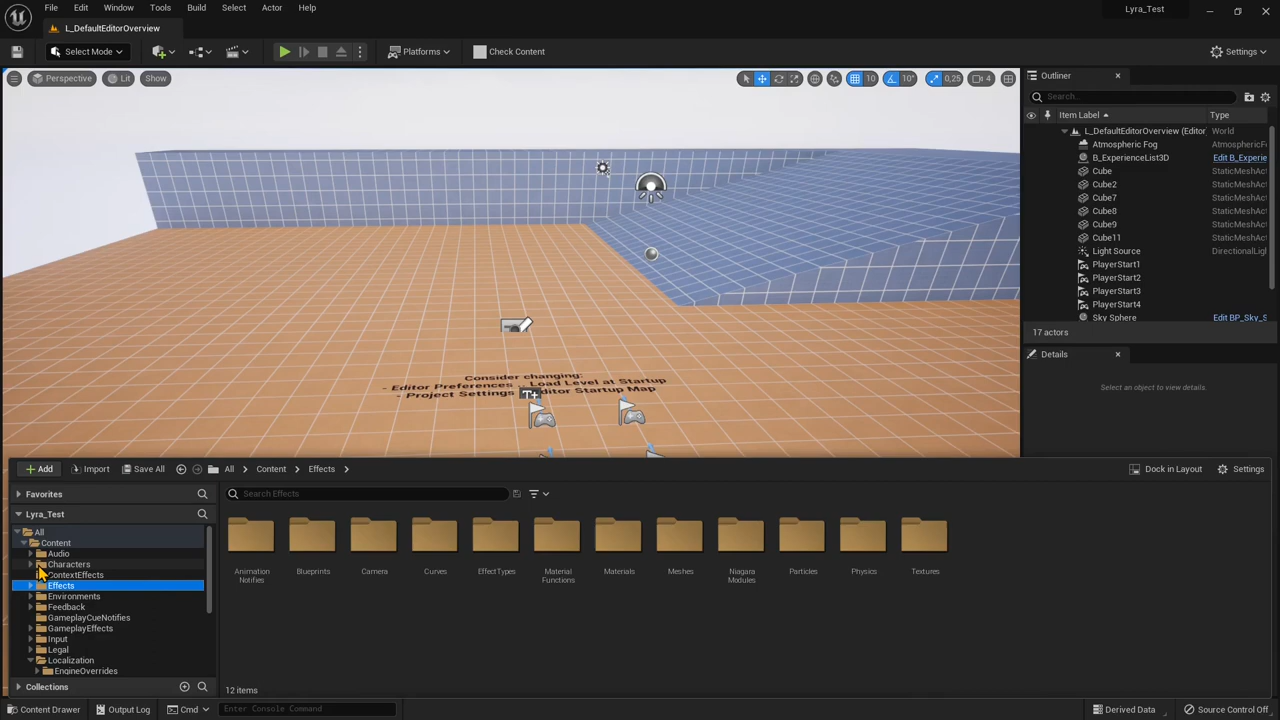 File Edit Window Tools Build Select Actor Help
Lyra_Test
L_DefaultEditorOverview
Select Mode
Platforms
Check Content
Settings
Perspective
Lit
Show
10
10°
0,25
4
Outliner
Search...
Item Label
Type
L_DefaultEditorOverview (Editor
World
Atmospheric Fog
AtmosphericF
B_ExperienceList3D
Edit B_Experie
Cube
StaticMeshAct
Cube2
StaticMeshAct
Cube7
StaticMeshAct
Cube8
StaticMeshAct
Cube9
StaticMeshAct
Cube11
StaticMeshAct
Light Source
DirectionalLigh
PlayerStart1
PlayerStart2
PlayerStart3
PlayerStart4
Sky Sphere
Edit BP_Sky_S
17 actors
Details
Select an object to view details.
Consider changing:
- Editor Preferences .. Load Level at Startup
- Project Settings Editor Startup Map
Add
Import
Save All
All
Content
Effects
Dock in Layout
Settings
Favorites
Search Effects
Lyra_Test
All
Content
Audio
Characters
ContextEffects
Effects
Environments
Feedback
GameplayCueNotifies
GameplayEffects
Input
Legal
Localization
EngineOverrides
Collections
Animation Notifies
Blueprints
Camera
Curves
EffectTypes
Material Functions
Materials
Meshes
Niagara Modules
Particles
Physics
Textures
12 items
Content Drawer
Output Log
Cmd
Enter Console Command
Derived Data
Source Control Off